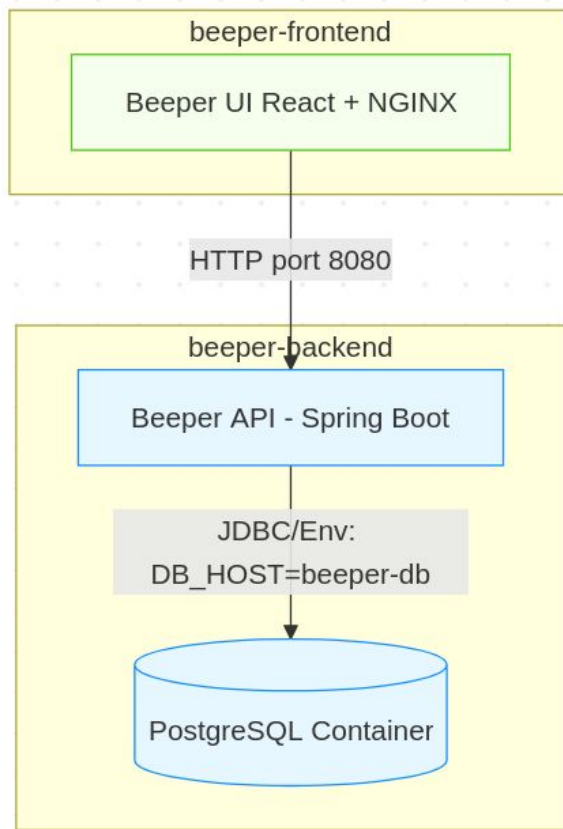 beeper-frontend
Beeper UI React + NGINX
HTTP port 8080
beeper-backend
Beeper API - Spring Boot
JDBC/Env:
DB_HOST=beeper-db
PostgreSQL Container